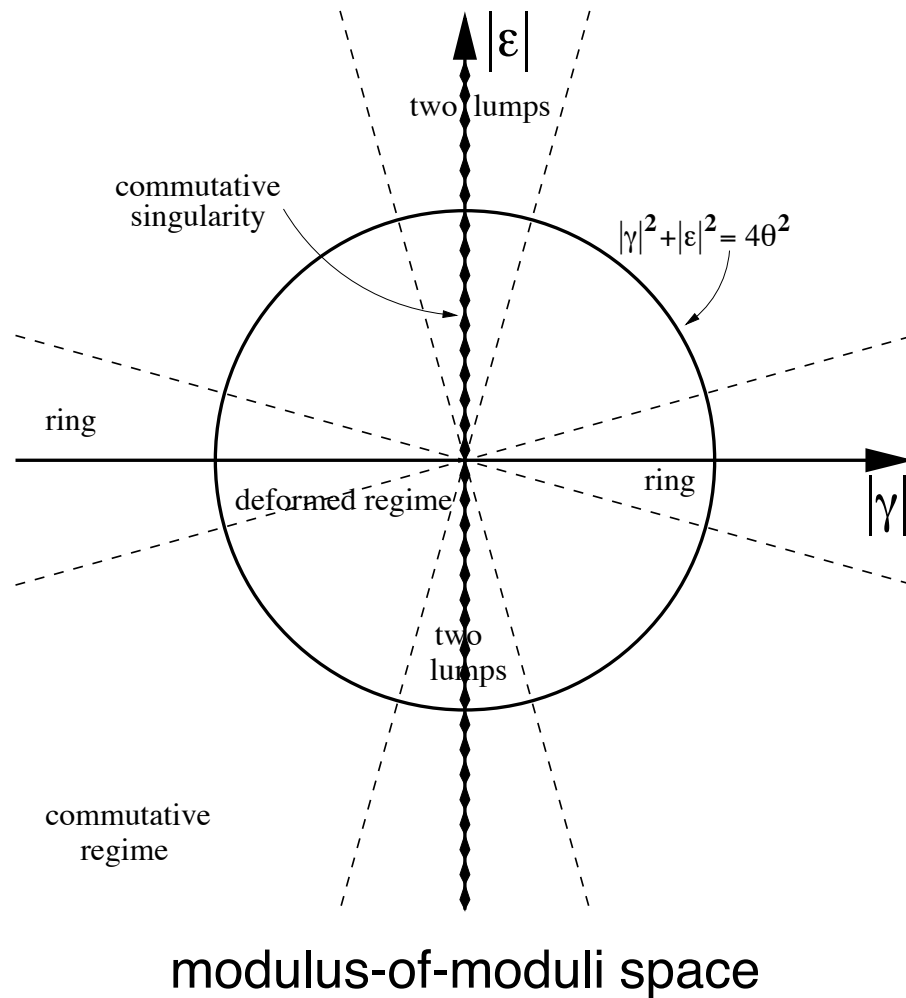 |ε|
two lumps
commutative
singularity
|γ|²+|ε|²= 4θ²
ring
ring
deformed regime
|γ|
two
lumps
commutative
regime
modulus-of-moduli space